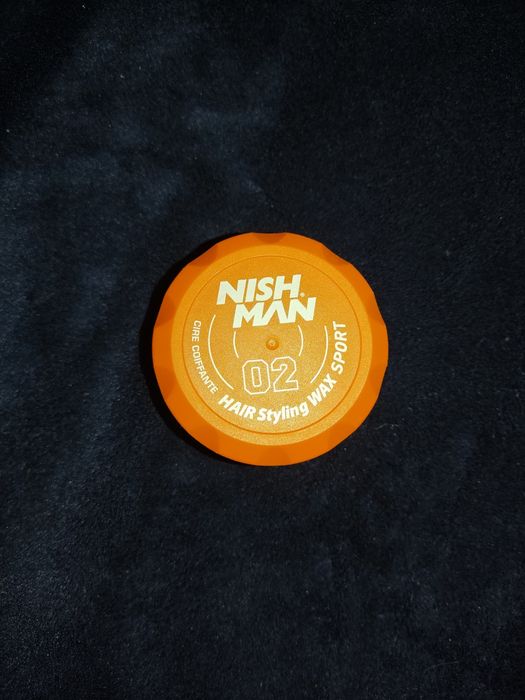 NISH
MAN®
02
CIRE COIFFANTE
HAIR Styling WAX SPORT